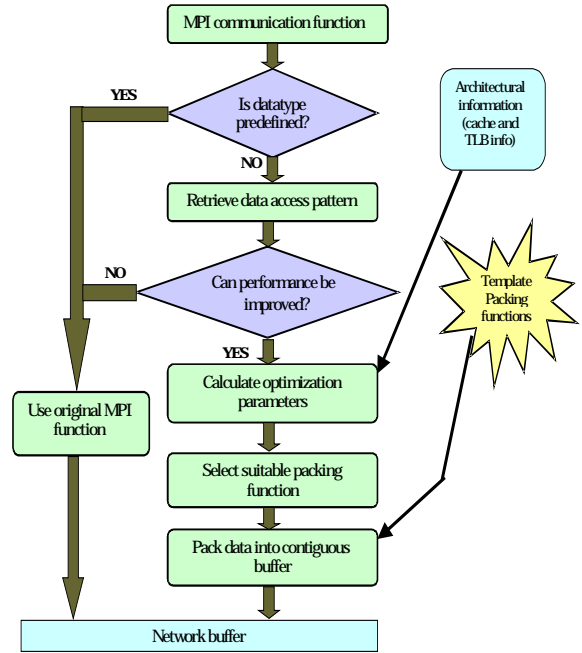 MPI communication function
YES
Is datatype
predefined?
Architectural
information
(cache and
TLB info)
NO
Retrieve data access pattern
NO
Can performance be
improved?
Template
Packing
functions
YES
Calculate optimization
parameters
Use original MPI
function
Select suitable packing
function
Pack data into contiguous
buffer
Network buffer